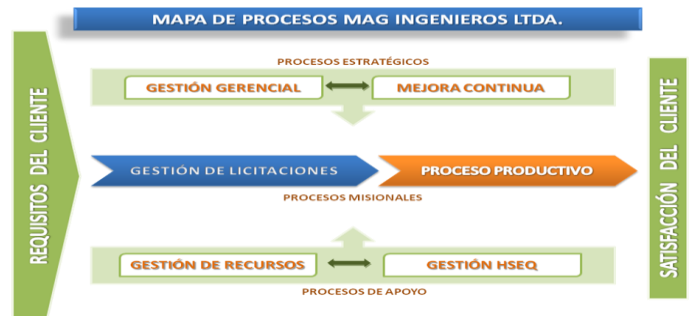 MAPA DE PROCESOS MAG INGENIEROS LTDA.
REQUISITOS DEL CLIENTE
PROCESOS ESTRATÉGICOS
GESTIÓN GERENCIAL
MEJORA CONTINUA
GESTIÓN DE LICITACIONES
PROCESO PRODUCTIVO
PROCESOS MISIONALES
GESTIÓN DE RECURSOS
GESTIÓN HSEQ
PROCESOS DE APOYO
SATISFACCIÓN DEL CLIENTE